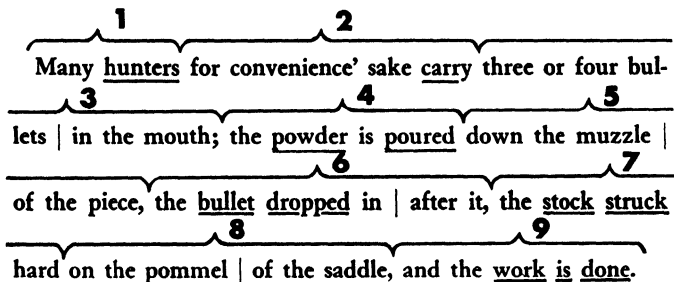 1 2
Many hunters for convenience' sake carry three or four bul-
3 4 5
lets | in the mouth; the powder is poured down the muzzle |
6 7
of the piece, the bullet dropped in | after it, the stock struck
8 9
hard on the pommel | of the saddle, and the work is done.